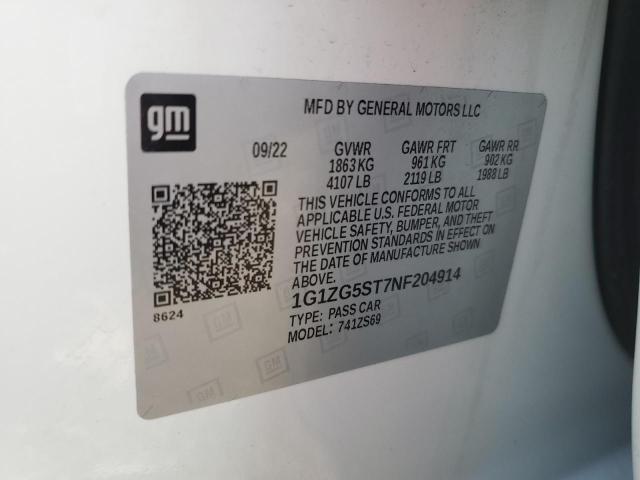 gm
MFD BY GENERAL MOTORS LLC
09/22 GVWR GAWR FRT GAWR RR
1863 KG 961 KG 902 KG
4107 LB 2119 LB 1988 LB
THIS VEHICLE CONFORMS TO ALL
APPLICABLE U.S. FEDERAL MOTOR
VEHICLE SAFETY, BUMPER, AND THEFT
PREVENTION STANDARDS IN EFFECT ON
THE DATE OF MANUFACTURE SHOWN
ABOVE.
1G1ZG5ST7NF204914
8624
TYPE: PASS CAR
MODEL: 741ZS69